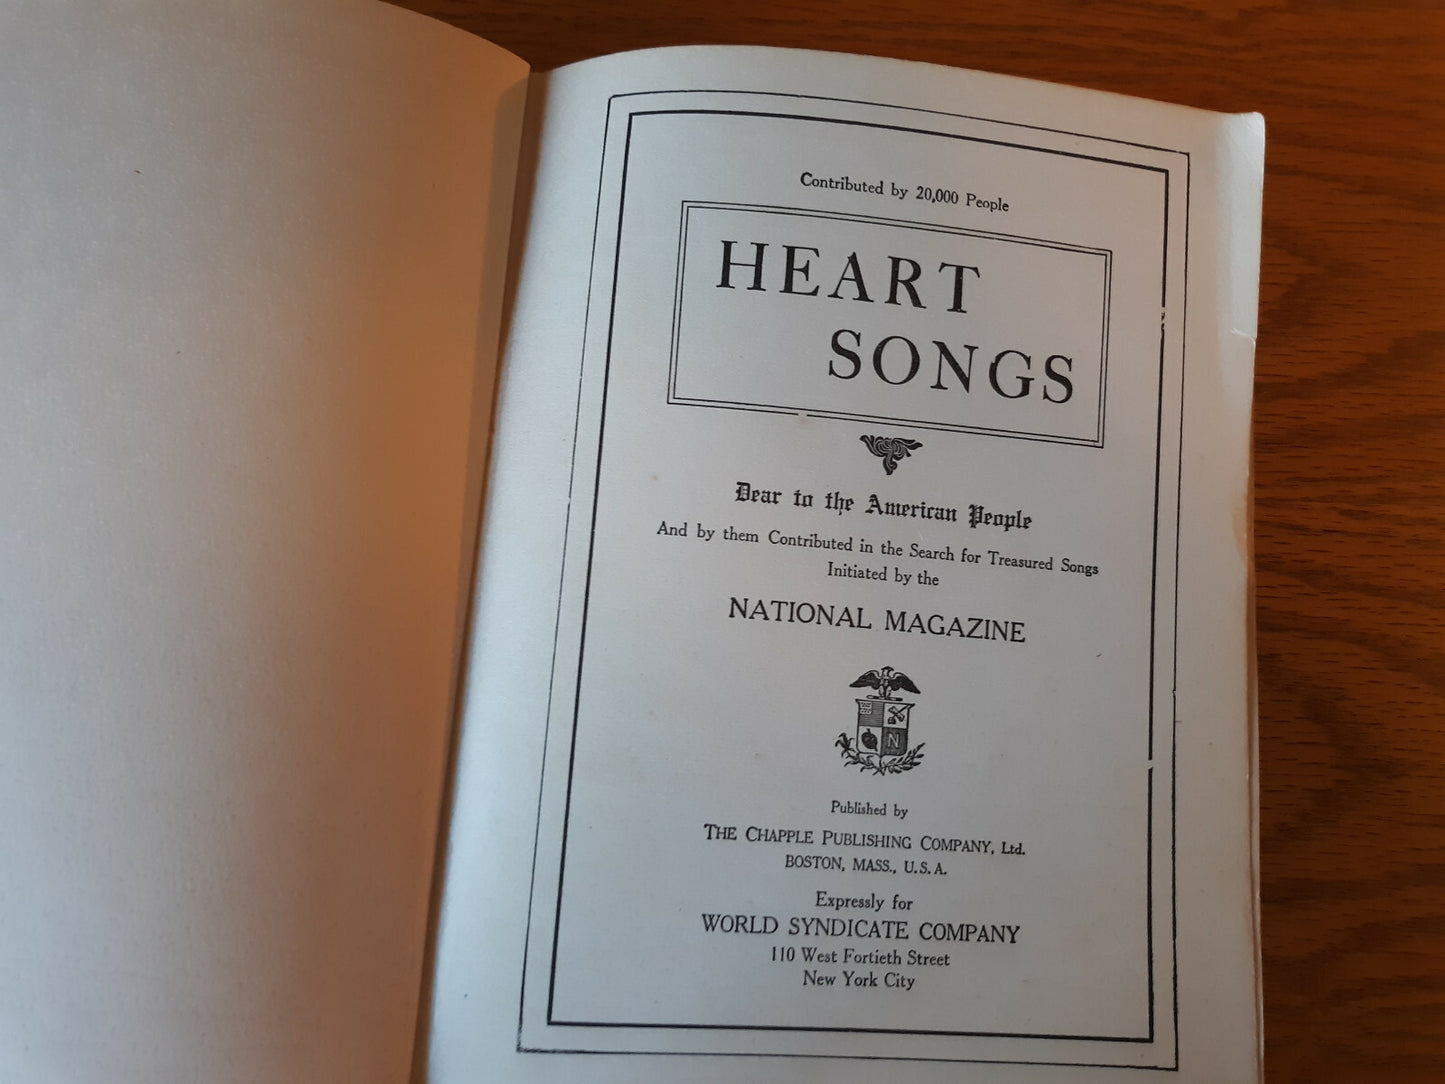 Contributed by 20,000 People
HEART
SONGS
Dear to the American People
And by them Contributed in the Search for Treasured Songs
Initiated by the
NATIONAL MAGAZINE
N
Published by
THE CHAPPLE PUBLISHING COMPANY, Ltd.
BOSTON, MASS., U.S.A.
Expressly for
WORLD SYNDICATE COMPANY
110 West Fortieth Street
New York City